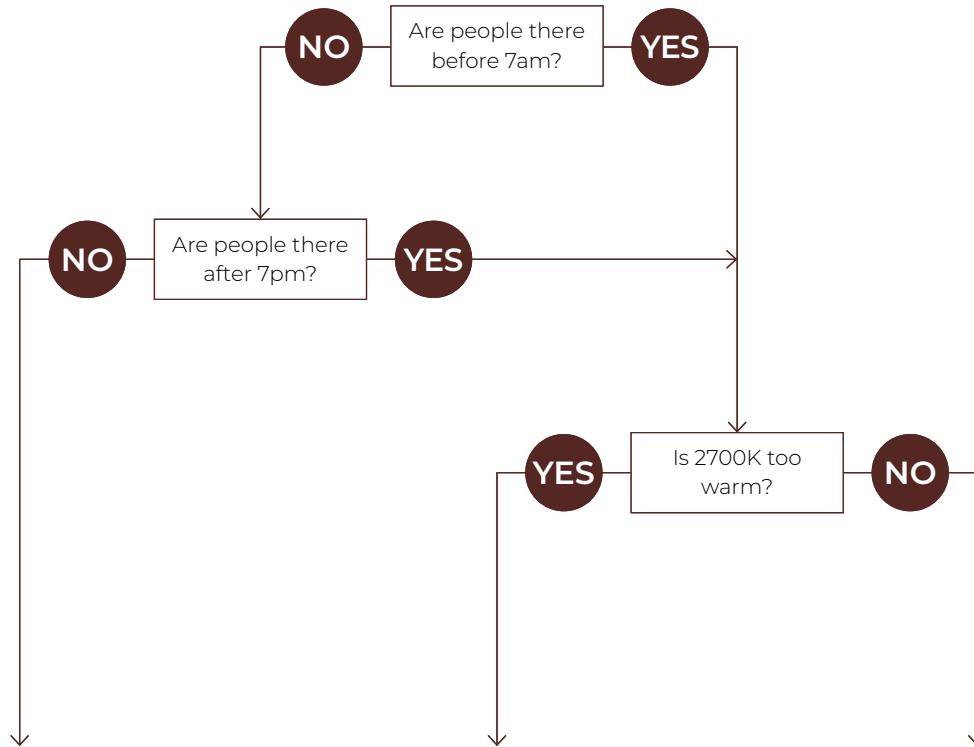 NO
Are people there
before 7am?
YES
NO
Are people there
after 7pm?
YES
YES
Is 2700K too
warm?
NO